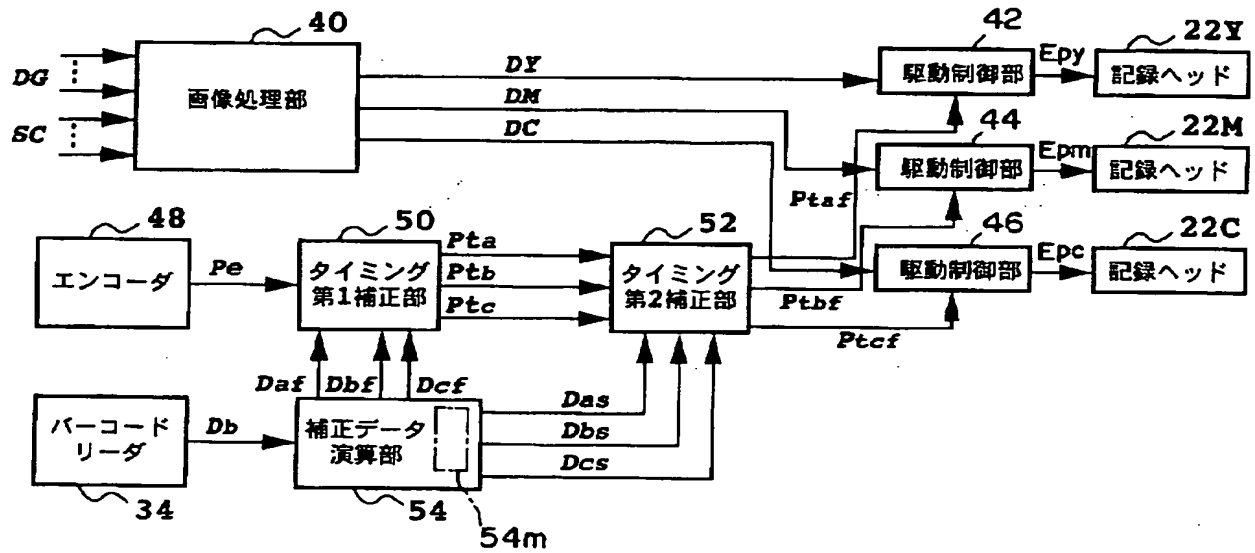 40
42
22Y
DG
画像処理部
DY
駆動制御部
Epy
記録ヘッド
DM
SC
DC
44
22M
駆動制御部
Epm
記録ヘッド
Ptaf
48
50
52
46
22C
エンコーダ
Pe
タイミング
第1補正部
Pta
Ptb
Ptc
タイミング
第2補正部
駆動制御部
Epc
記録ヘッド
Ptbf
Ptcf
Daf
Dbf
Dcf
バーコード
リーダ
Db
補正データ
演算部
Das
Dbs
Dcs
34
54
54m